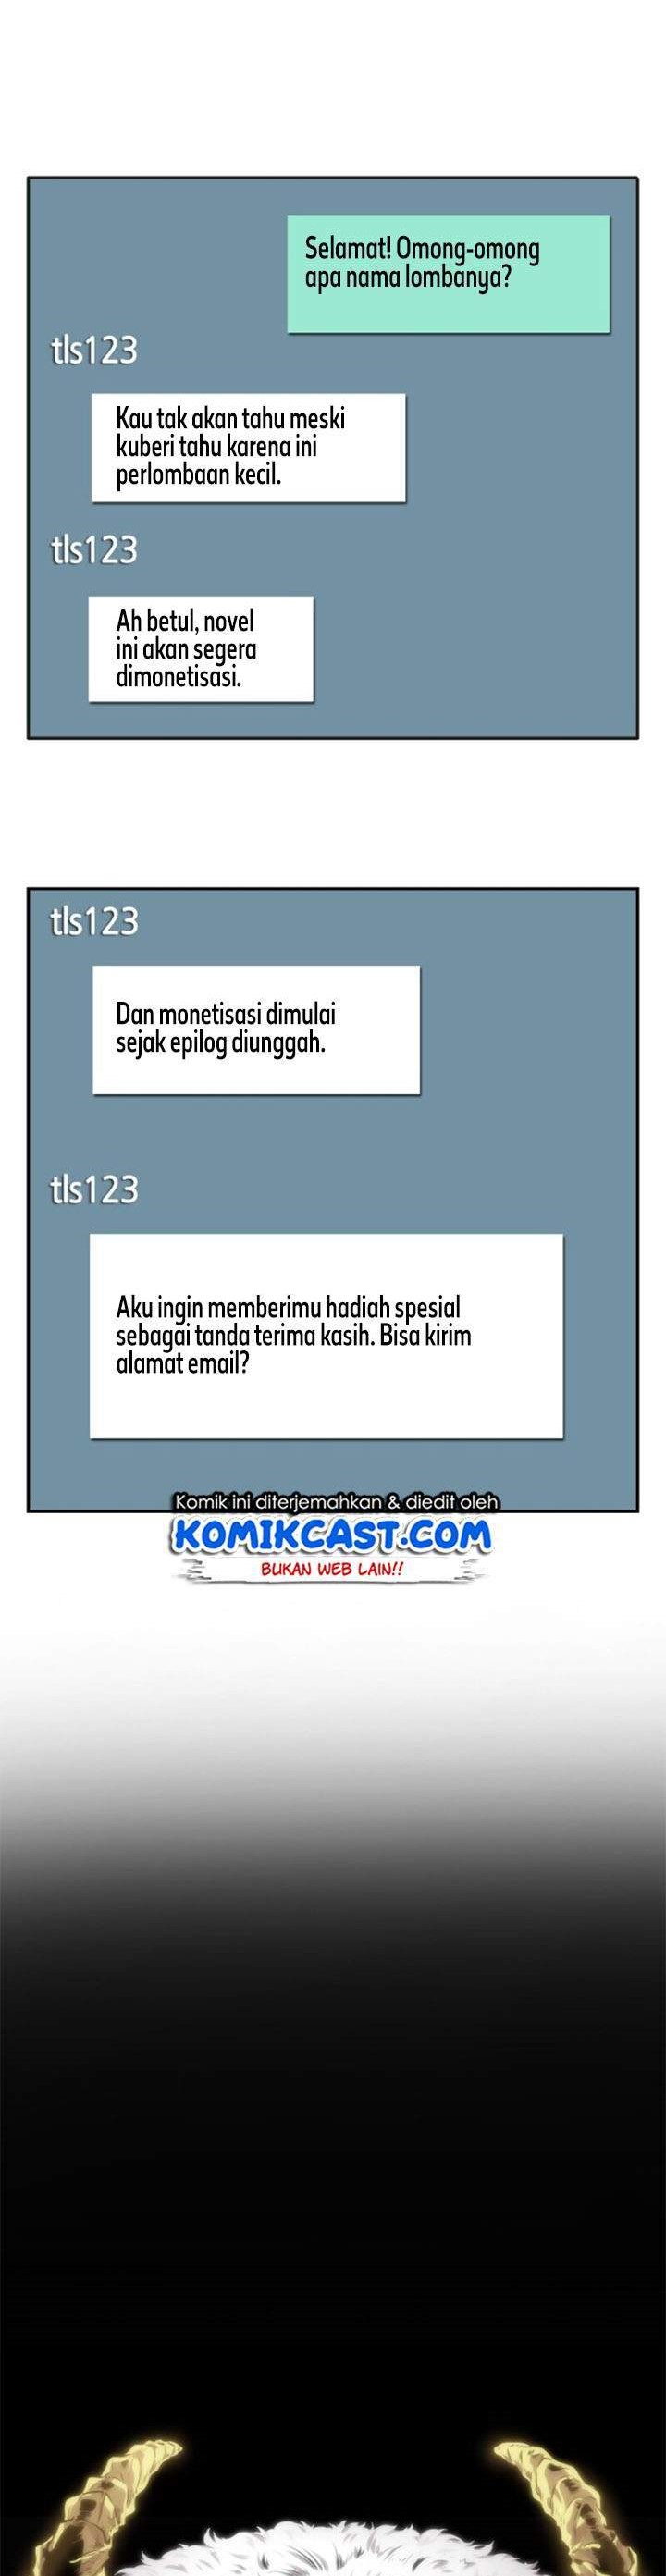 Selamat! Omong-omong
apa nama lombanya?
tls123
Kau tak akan tahu meski
kuberi tahu karena ini
perlombaan kecil.
tls123
Ah betul, novel
ini akan segera
dimonetisasi.
tls123
Dan monetisasi dimulai
sejak epilog diunggah.
tls123
Aku ingin memberimu hadiah spesial
sebagai tanda terima kasih. Bisa kirim
alamat email?
Komik ini diterjemahkan & diedit oleh
KOMIKCAST.COM
BUKAN WEB LAIN!!